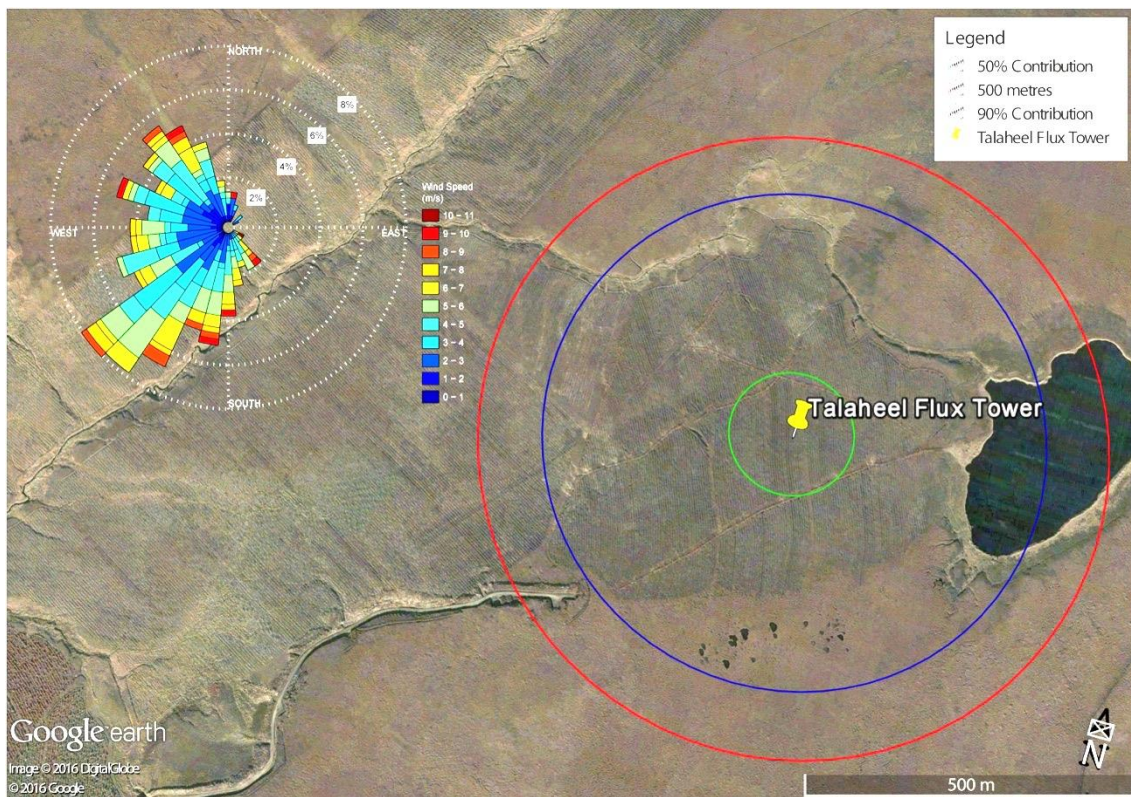 NORTH
8%
6%
4%
2%
WEST
EAST
SOUTH
Wind Speed
(m/s)
10 – 11
9 – 10
8 – 9
7 – 8
6 – 7
5 – 6
4 – 5
3 – 4
2 – 3
1 – 2
0 – 1
Legend
50% Contribution
500 metres
90% Contribution
Talaheel Flux Tower
Talaheel Flux Tower
Google earth
Image © 2016 DigitalGlobe
© 2016 Google
N
500 m